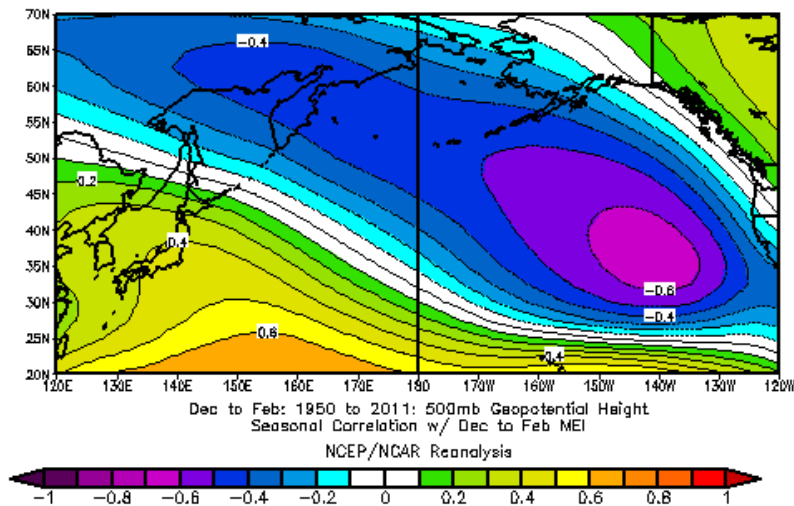 70N
65N
60N
55N
50N
45N
40N
35N
30N
25N
20N
-0.4
0.2
0.4
0.6
-0.6
-0.4
0.4
120E 130E 140E 150E 160E 170E 180 170W 160W 150W 140W 130W 120W
Dec to Feb: 1950 to 2011: 500mb Geopotential Height
Seasonal Correlation w/ Dec to Feb MEI
NCEP/NCAR Reanalysis
-1 -0.8 -0.6 -0.4 -0.2 0 0.2 0.4 0.6 0.8 1